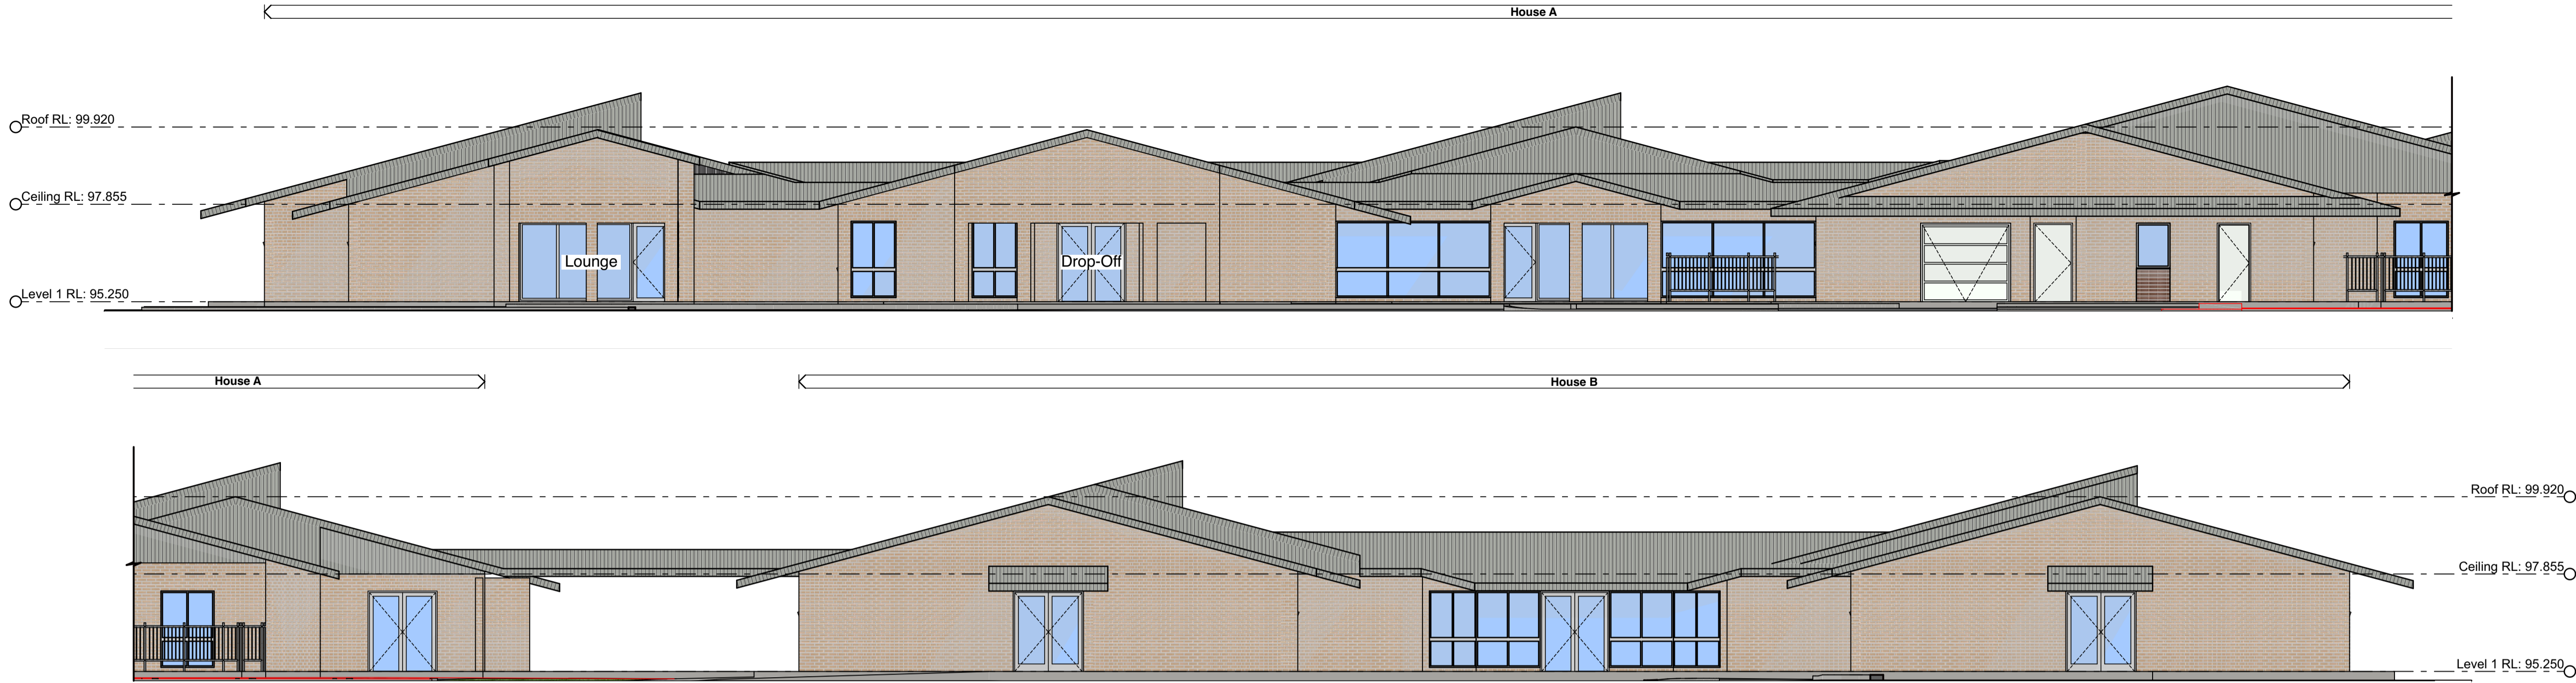 House A
Roof RL: 99.920
Ceiling RL: 97.855
Lounge
Drop-Off
Level 1 RL: 95.250
House A
House B
Roof RL: 99.920
Ceiling RL: 97.855
Level 1 RL: 95.250